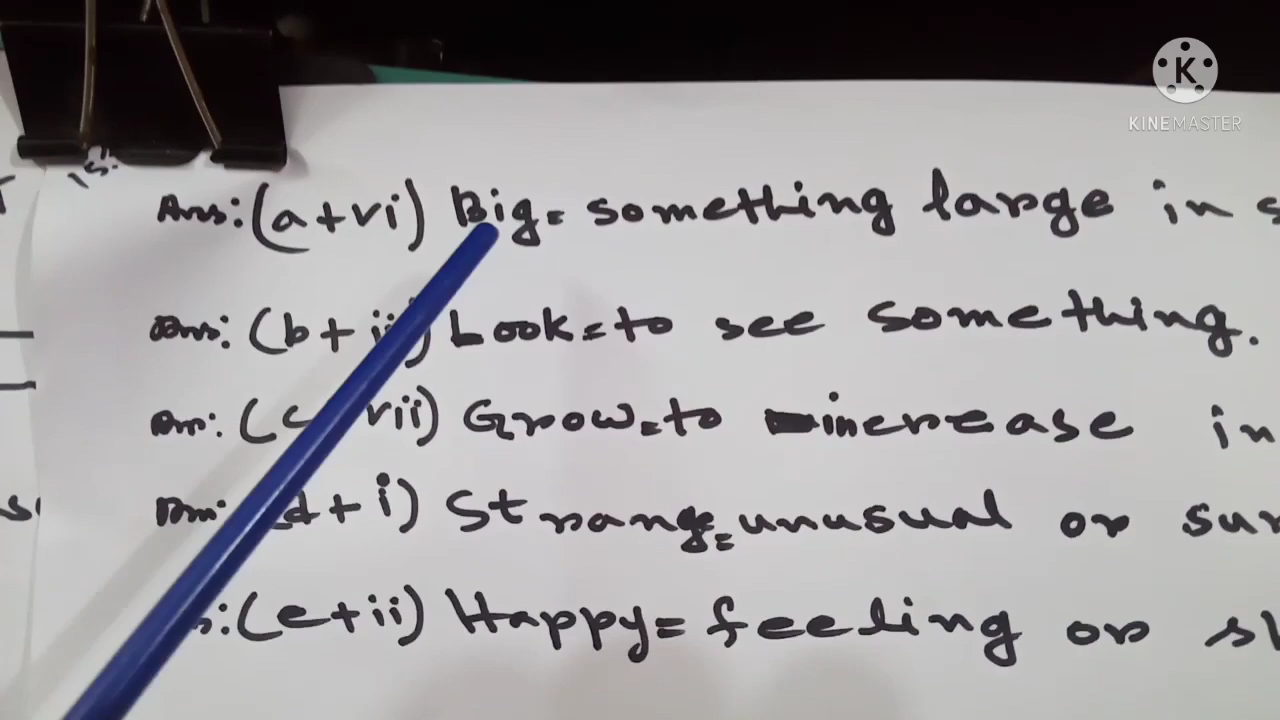 KINEMASTER
Ans: (a+vi) Big = something large in
Ans: (b+ Look = to see something.
Ans: vii) Grow = to increase in
Ans: d+i) Strange = unusual or
(e+ii) Happy = feeling or